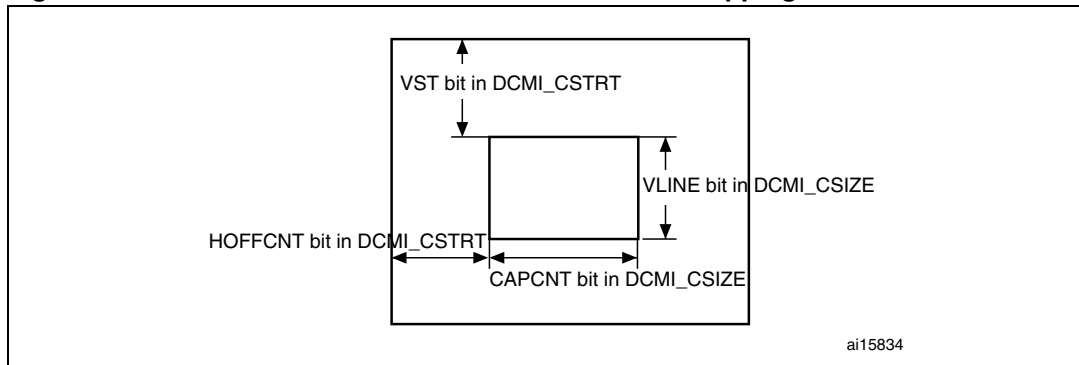 VST bit in DCMI_CSTRT
VLINE bit in DCMI_CSIZE
HOFFCNT bit in DCMI_CSTRT
CAPCNT bit in DCMI_CSIZE
ai15834